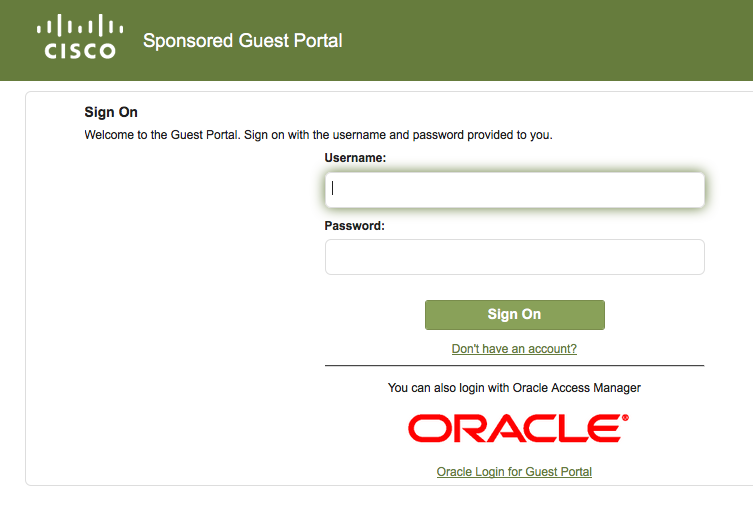 CISCO Sponsored Guest Portal
Sign On
Welcome to the Guest Portal. Sign on with the username and password provided to you.
Username:
Password:
Sign On
Don't have an account?
You can also login with Oracle Access Manager
ORACLE®
Oracle Login for Guest Portal